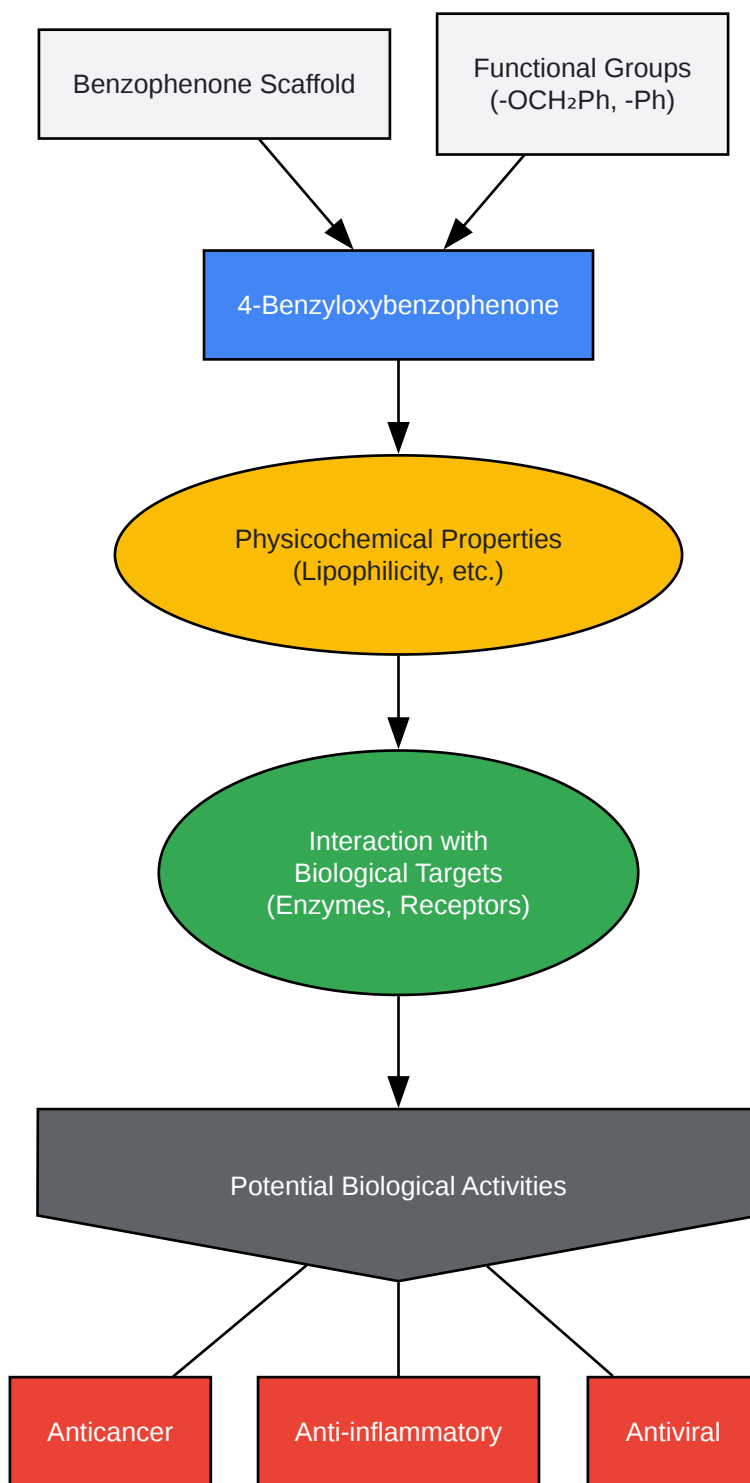 Benzophenone Scaffold
Functional Groups
(-OCH₂Ph, -Ph)
4-Benzyloxybenzophenone
Physicochemical Properties
(Lipophilicity, etc.)
Interaction with
Biological Targets
(Enzymes, Receptors)
Potential Biological Activities
Anticancer
Anti-inflammatory
Antiviral